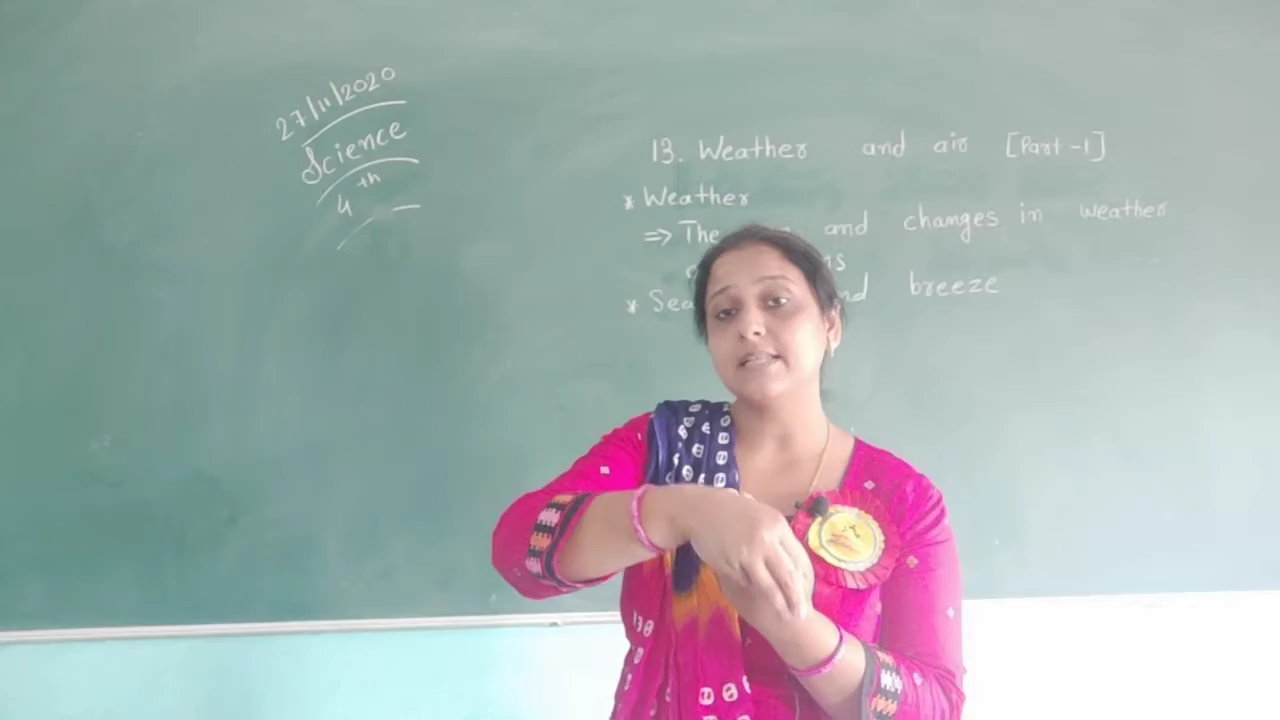 27/11/2020
Science
4th
13. Weather and air [Part-1]
* Weather
⇒ The and changes in weather
* Sea breeze